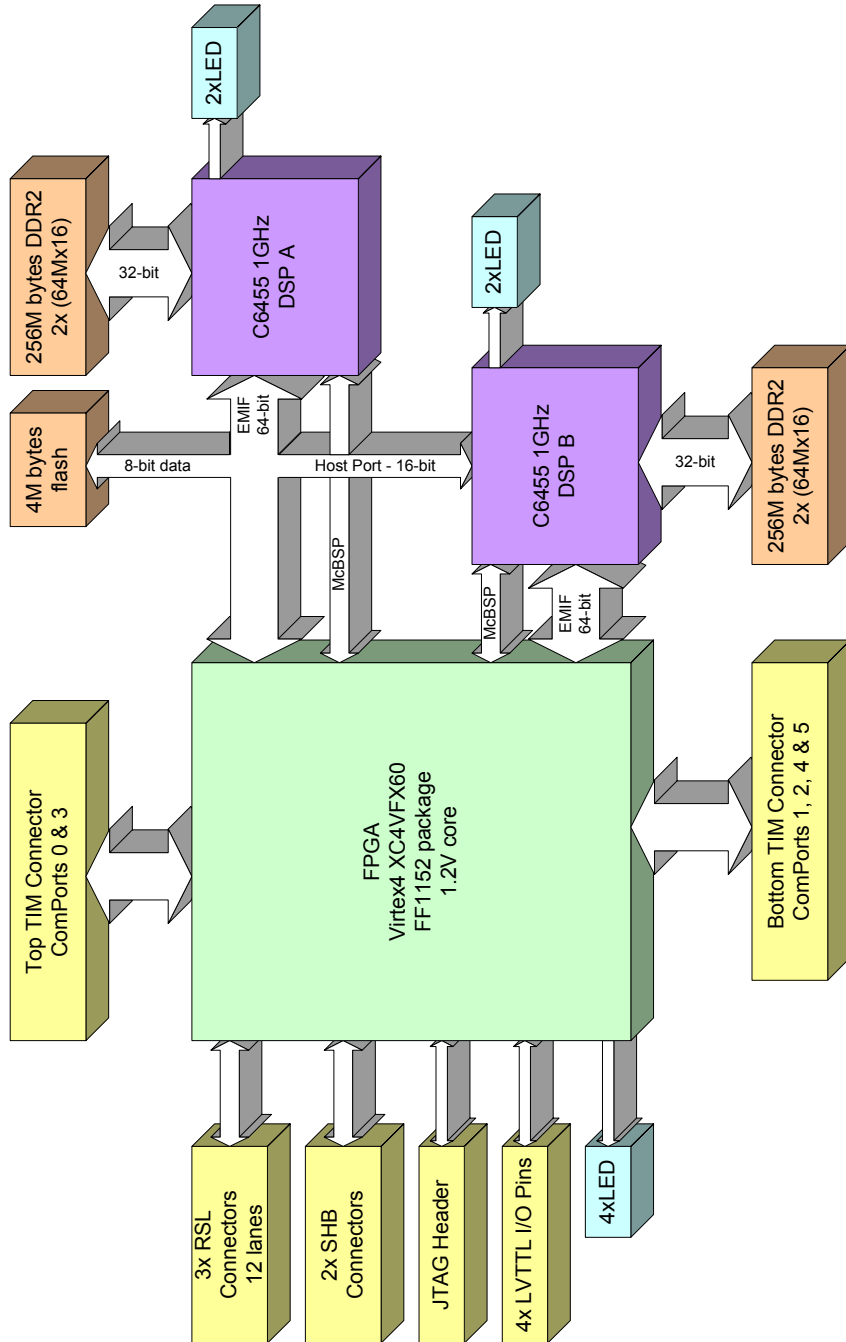 2xLED
256M bytes DDR2
2x (64Mx16)
32-bit
C6455 1GHz
DSP A
2xLED
4M bytes
flash
8-bit data
EMIF
64-bit
Host Port - 16-bit
McBSP
C6455 1GHz
DSP B
32-bit
256M bytes DDR2
2x (64Mx16)
McBSP
EMIF
64-bit
Top TIM Connector
ComPorts 0 & 3
FPGA
Virtex4 XC4VFX60
FF1152 package
1.2V core
Bottom TIM Connector
ComPorts 1, 2, 4 & 5
3x RSL
Connectors
12 lanes
2x SHB
Connectors
JTAG Header
4x LVTTL I/O Pins
4xLED